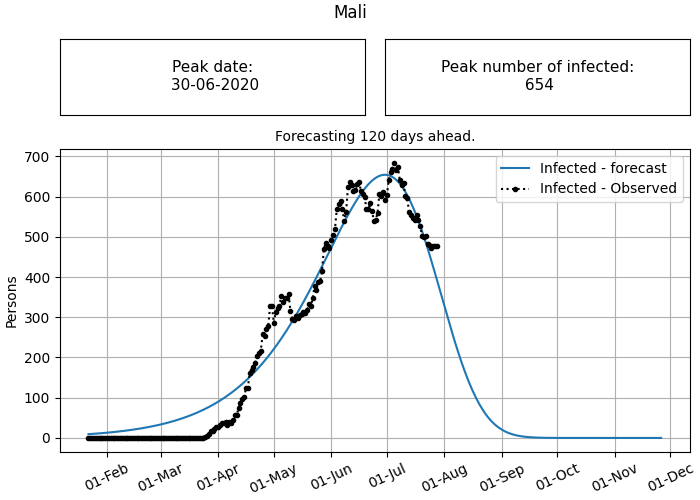 Mali
Peak date:
30-06-2020
Peak number of infected:
654
Forecasting 120 days ahead.
Infected - forecast
Infected - Observed
Persons
700
600
500
400
300
200
100
0
01-Feb
01-Mar
01-Apr
01-May
01-Jun
01-Jul
01-Aug
01-Sep
01-Oct
01-Nov
01-Dec